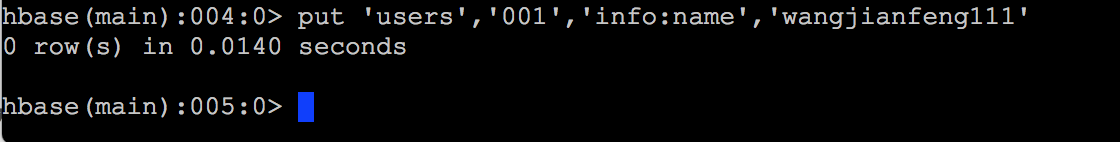 hbase(main):004:0> put 'users','001','info:name','wangjianfeng111'
0 row(s) in 0.0140 seconds
hbase(main):005:0>